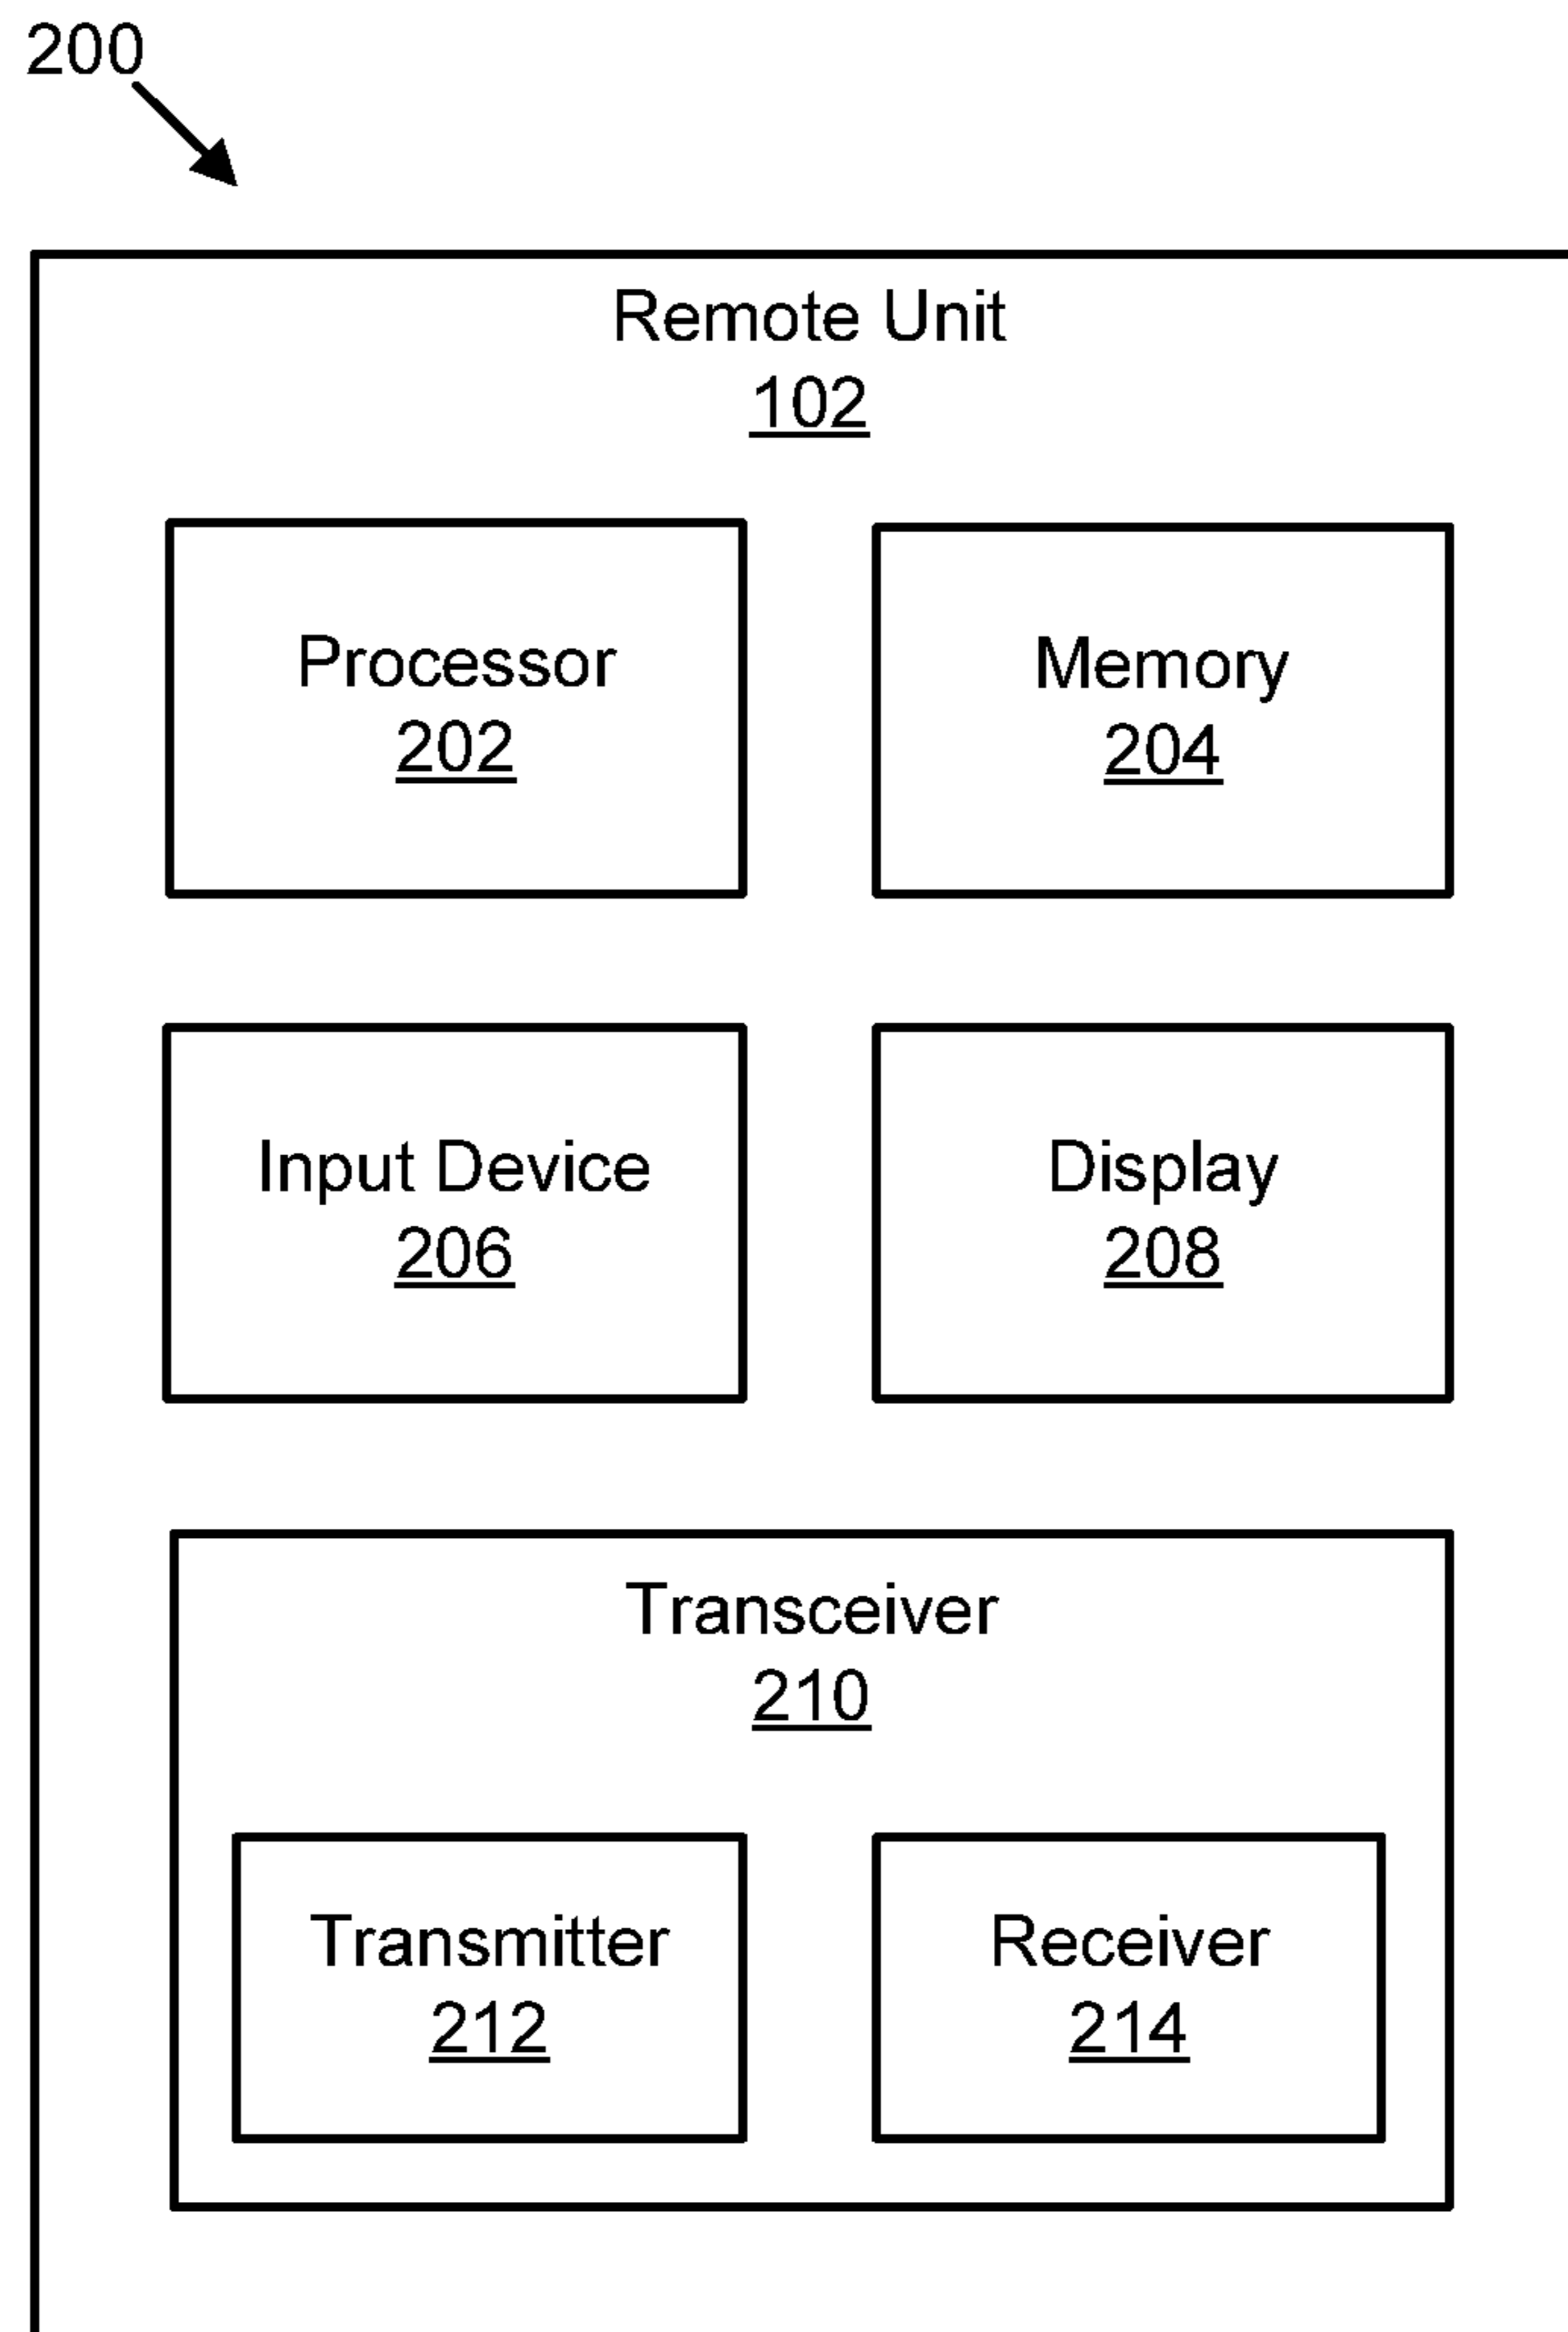 200
Remote Unit
102
Processor
202
Memory
204
Input Device
206
Display
208
Transceiver
210
Transmitter
212
Receiver
214